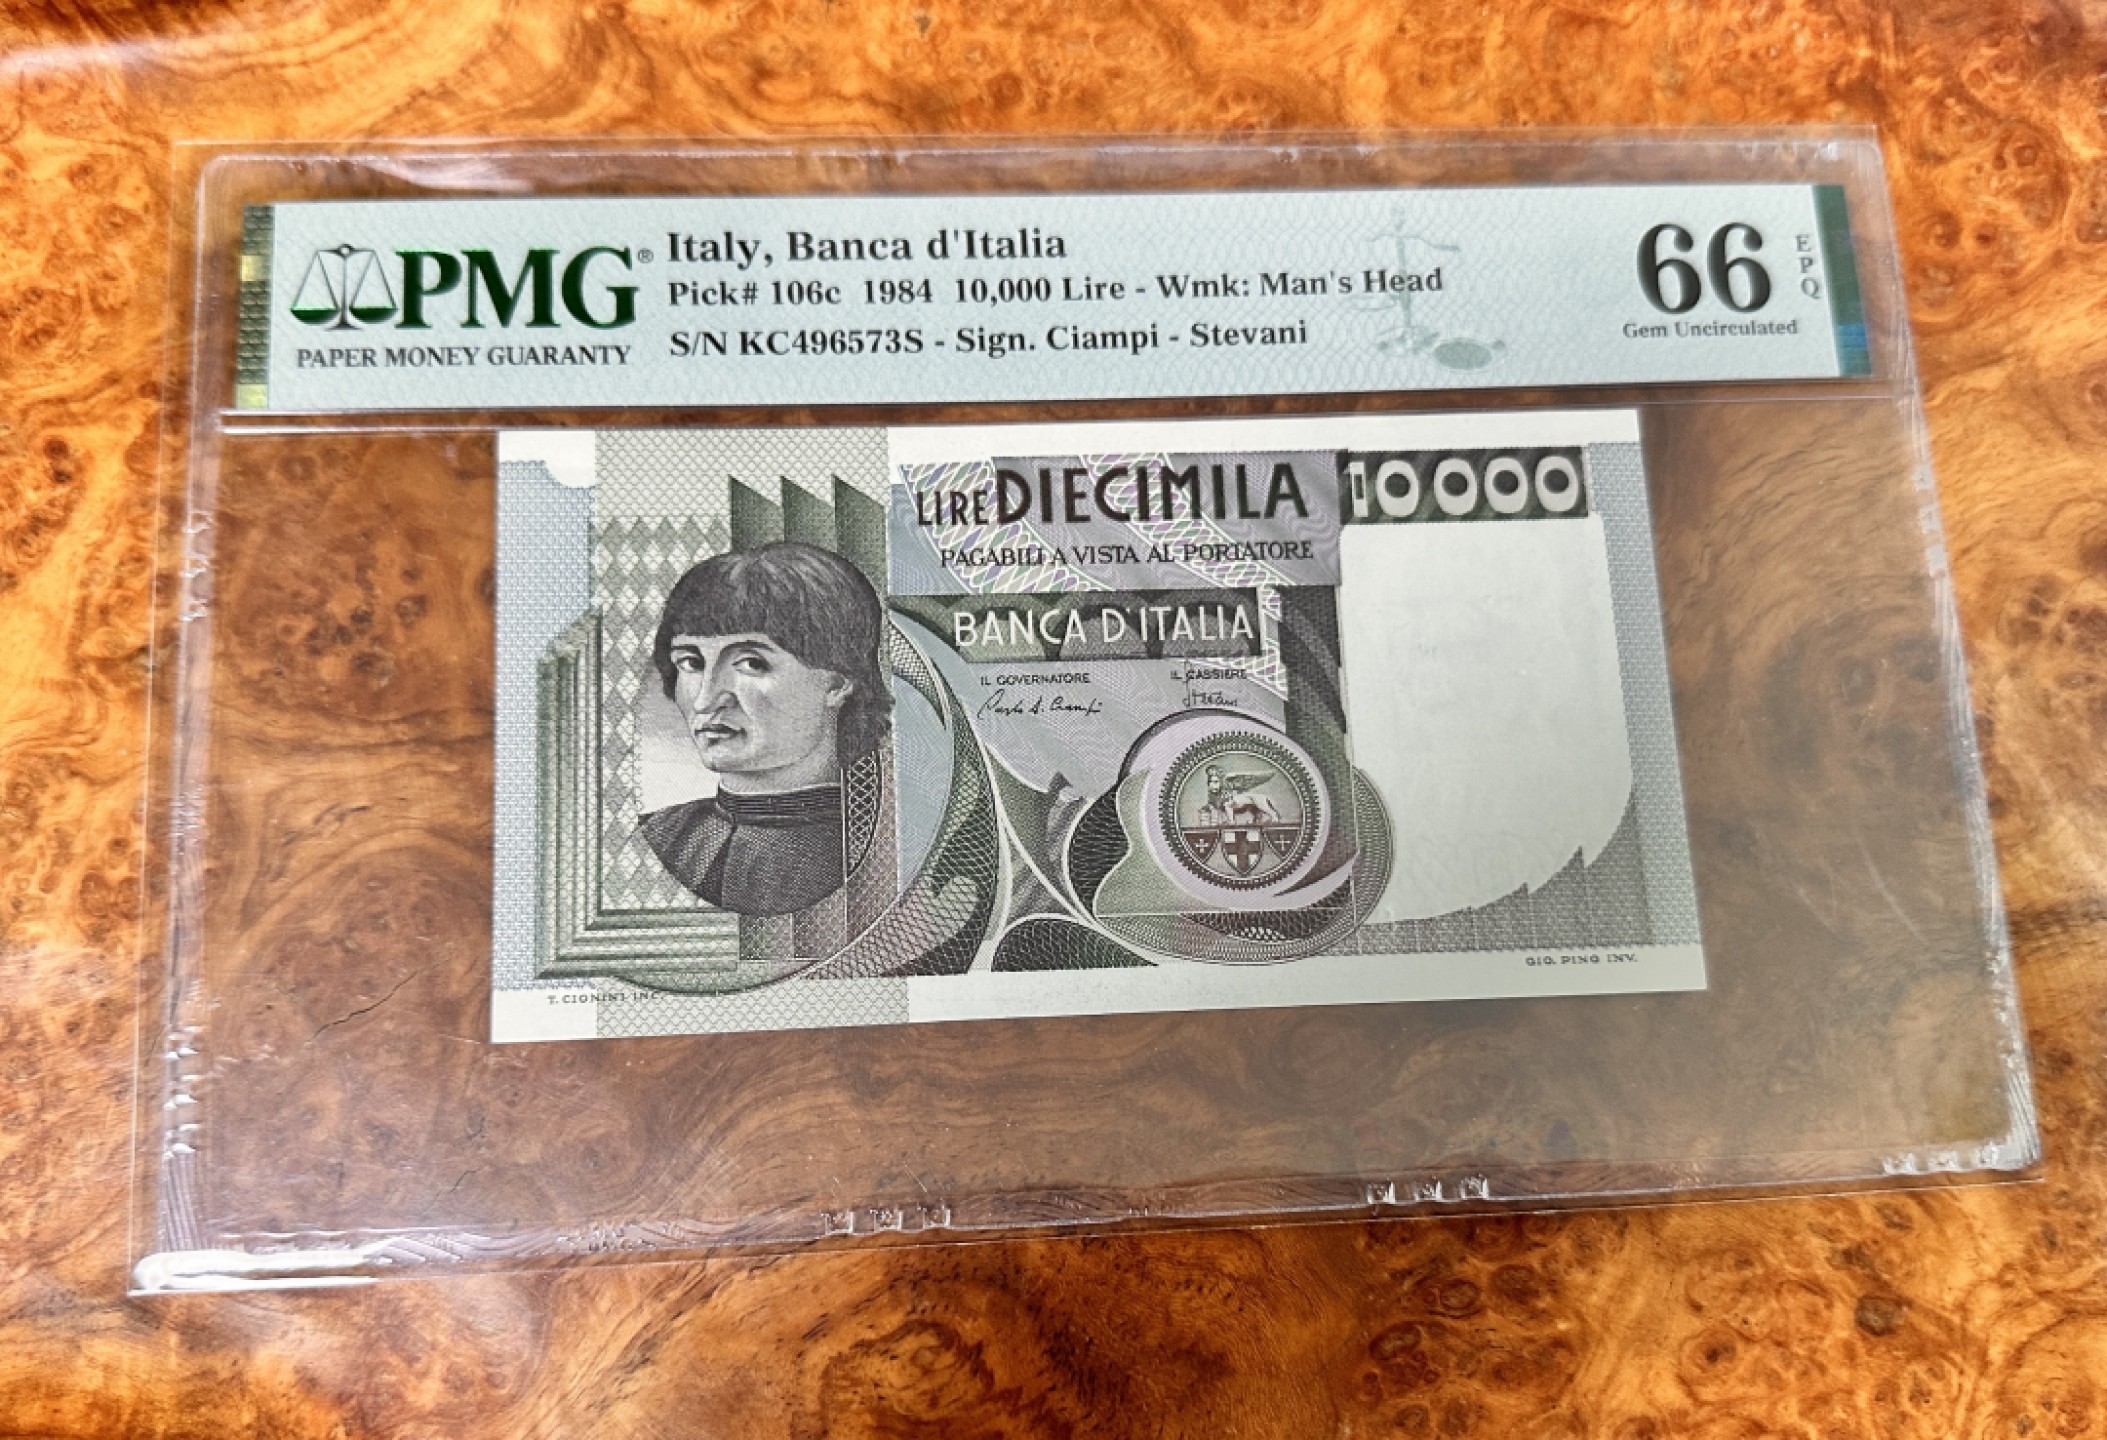 PMG®
PAPER MONEY GUARANTY
Italy, Banca d'Italia
Pick# 106c 1984 10,000 Lire - Wmk: Man's Head
S/N KC496573S - Sign. Ciampi - Stevani
66
EPQ
Gem Uncirculated
LIRE DIECIMILA
10000
PAGABILI A VISTA AL PORTATORE
BANCA D'ITALIA
IL GOVERNATORE
IL CASSIERE
Carlo A. Ciampi
T. CIONINI INC.
GIO. PINO INV.